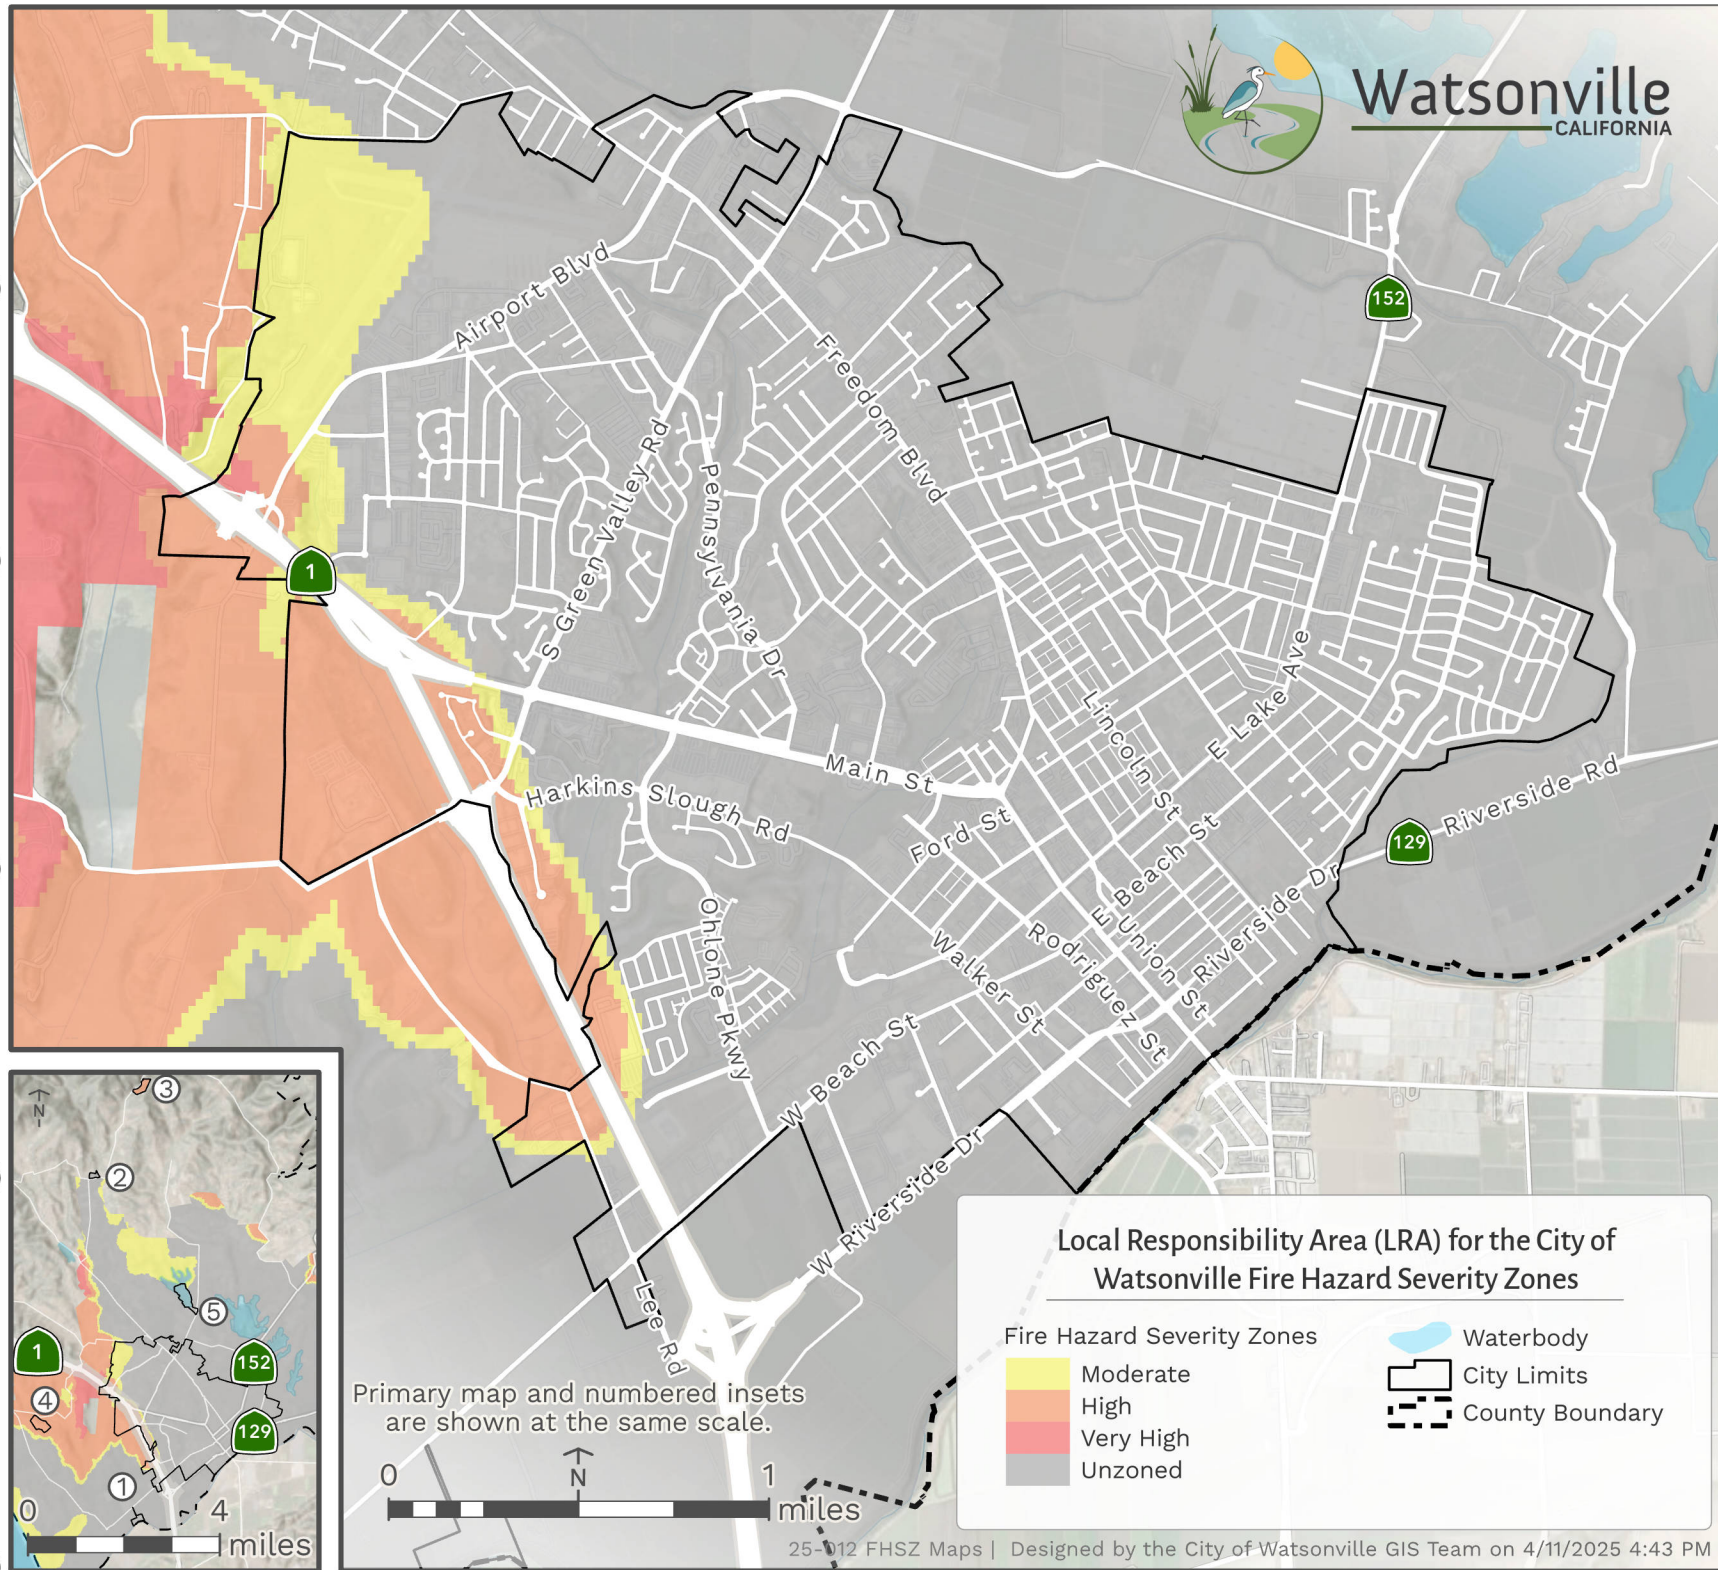 Watsonville
CALIFORNIA
152
Airport Blvd
Freedom Blvd
S Green Valley Rd
Pennsylvania Dr
1
Lincoln St
E Lake Ave
Main St
Harkins Slough Rd
Ford St
E Beach St
Riverside Rd
129
Riverside Dr
Ohlone Pkwy
Walker St
Rodriguez St
Union St
W Beach St
W Riverside Dr
Lee Rd
N
3
2
5
1
152
4
129
1
0 4
miles
Primary map and numbered insets
are shown at the same scale.
0 N 1
miles
Local Responsibility Area (LRA) for the City of
Watsonville Fire Hazard Severity Zones
Fire Hazard Severity Zones
Moderate
High
Very High
Unzoned
Waterbody
City Limits
County Boundary
25-012 FHSZ Maps | Designed by the City of Watsonville GIS Team on 4/11/2025 4:43 PM